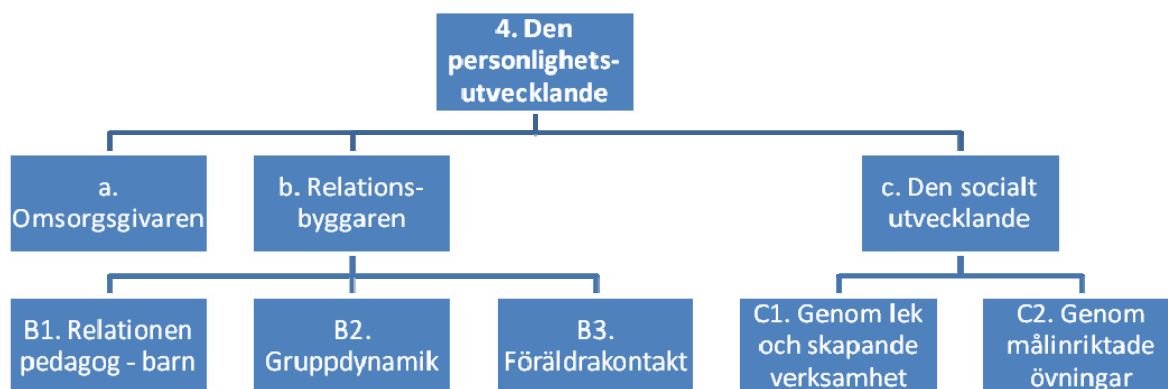 4. Den
personlighets-
utvecklande
a.
Omsorgsgivaren
b. Relations-
byggaren
c. Den socialt
utvecklande
B1. Relationen
pedagog - barn
B2.
Gruppdynamik
B3.
Föräldrakontakt
C1. Genom lek
och skapande
verksamhet
C2. Genom
målinriktade
övningar